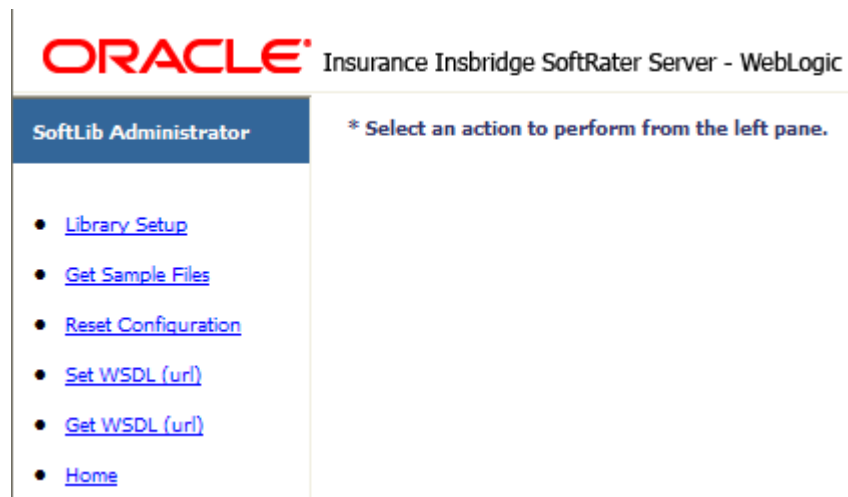 ORACLE Insurance Insbridge SoftRater Server - WebLogic
SoftLib Administrator
* Select an action to perform from the left pane.
Library Setup
Get Sample Files
Reset Configuration
Set WSDL (url)
Get WSDL (url)
Home